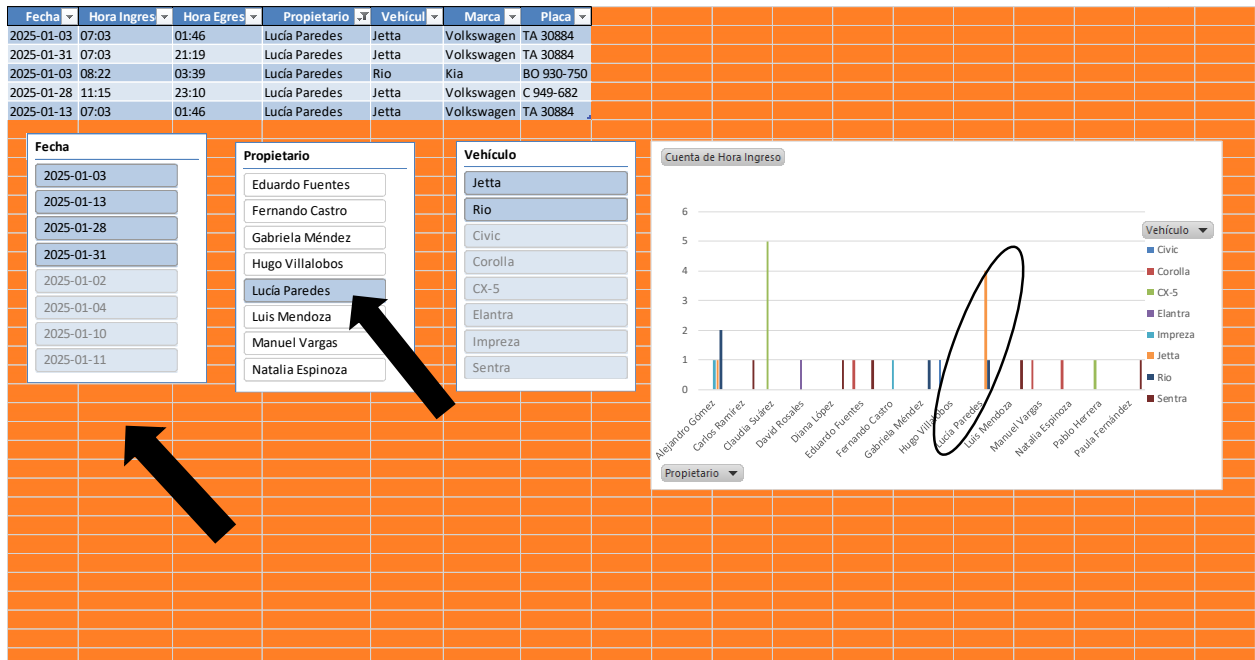 Fecha Hora Ingres Hora Egres Propietario Vehícul Marca Placa
2025-01-03 07:03 01:46 Lucía Paredes Jetta Volkswagen TA 30884
2025-01-31 07:03 21:19 Lucía Paredes Jetta Volkswagen TA 30884
2025-01-03 08:22 03:39 Lucía Paredes Rio Kia BO 930-750
2025-01-28 11:15 23:10 Lucía Paredes Jetta Volkswagen C 949-682
2025-01-13 07:03 01:46 Lucía Paredes Jetta Volkswagen TA 30884
Fecha
2025-01-03
2025-01-13
2025-01-28
2025-01-31
2025-01-02
2025-01-04
2025-01-10
2025-01-11
Propietario
Eduardo Fuentes
Fernando Castro
Gabriela Méndez
Hugo Villalobos
Lucía Paredes
Luis Mendoza
Manuel Vargas
Natalia Espinoza
Vehículo
Jetta
Rio
Civic
Corolla
CX-5
Elantra
Impreza
Sentra
Cuenta de Hora Ingreso
6
5
4
3
2
1
0
Alejandro Gómez
Carlos Ramírez
Claudia Suárez
David Rosales
Diana López
Eduardo Fuentes
Fernando Castro
Gabriela Méndez
Hugo Villalobos
Lucía Paredes
Luis Mendoza
Manuel Vargas
Natalia Espinoza
Pablo Herrera
Paula Fernández
Vehículo
Civic
Corolla
CX-5
Elantra
Impreza
Jetta
Rio
Sentra
Propietario